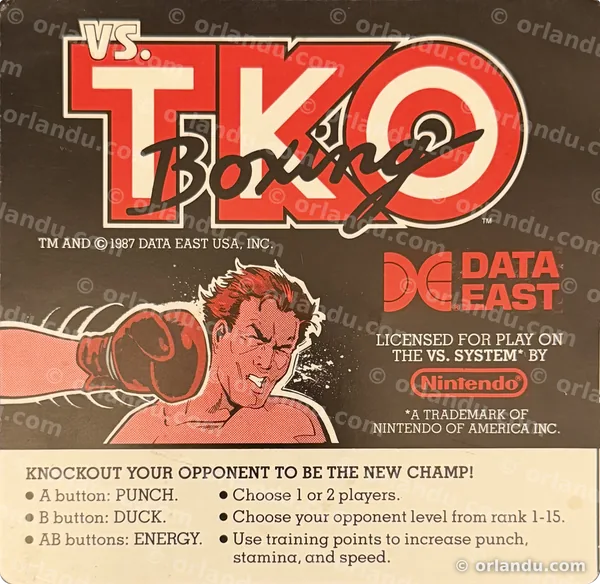 VS.
TKO
Boxing
TM
TM AND © 1987 DATA EAST USA, INC.
DATA
EAST
LICENSED FOR PLAY ON
THE VS. SYSTEM* BY
Nintendo®
*A TRADEMARK OF
NINTENDO OF AMERICA INC.
KNOCKOUT YOUR OPPONENT TO BE THE NEW CHAMP!
● A button: PUNCH.
● B button: DUCK.
● AB buttons: ENERGY.
● Choose 1 or 2 players.
● Choose your opponent level from rank 1-15.
● Use training points to increase punch,
stamina, and speed.
© orlandu.com